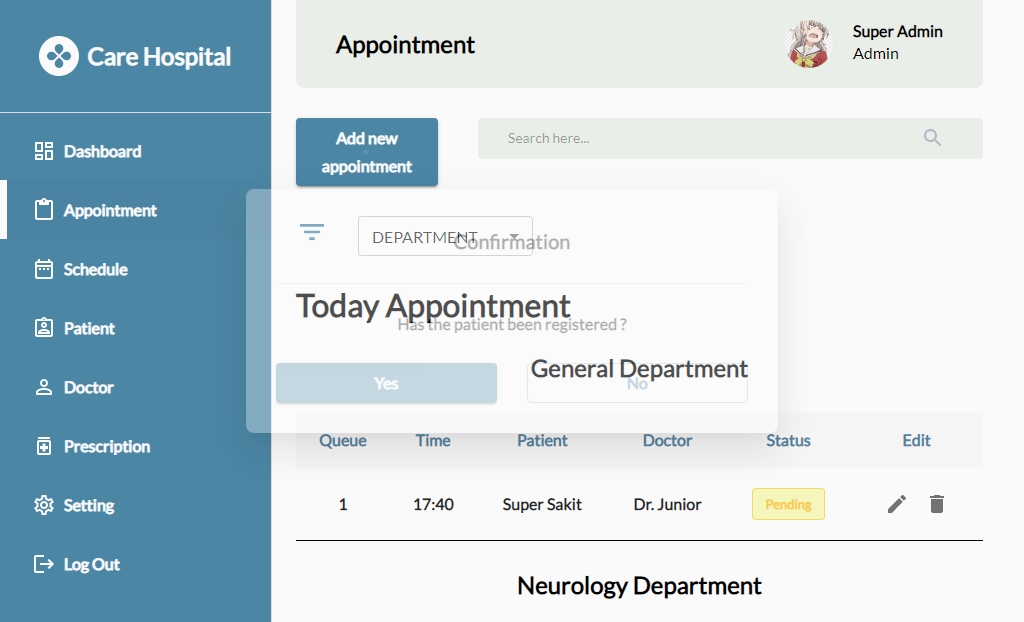 Care Hospital
Dashboard
Appointment
Schedule
Patient
Doctor
Prescription
Setting
Log Out
Appointment
Super Admin
Admin
Add new
appointment
Search here...
DEPARTMENT
Confirmation
Today Appointment
Has the patient been registered ?
General Department
Yes
No
Queue Time Patient Doctor Status Edit
1 17:40 Super Sakit Dr. Junior Pending
Neurology Department